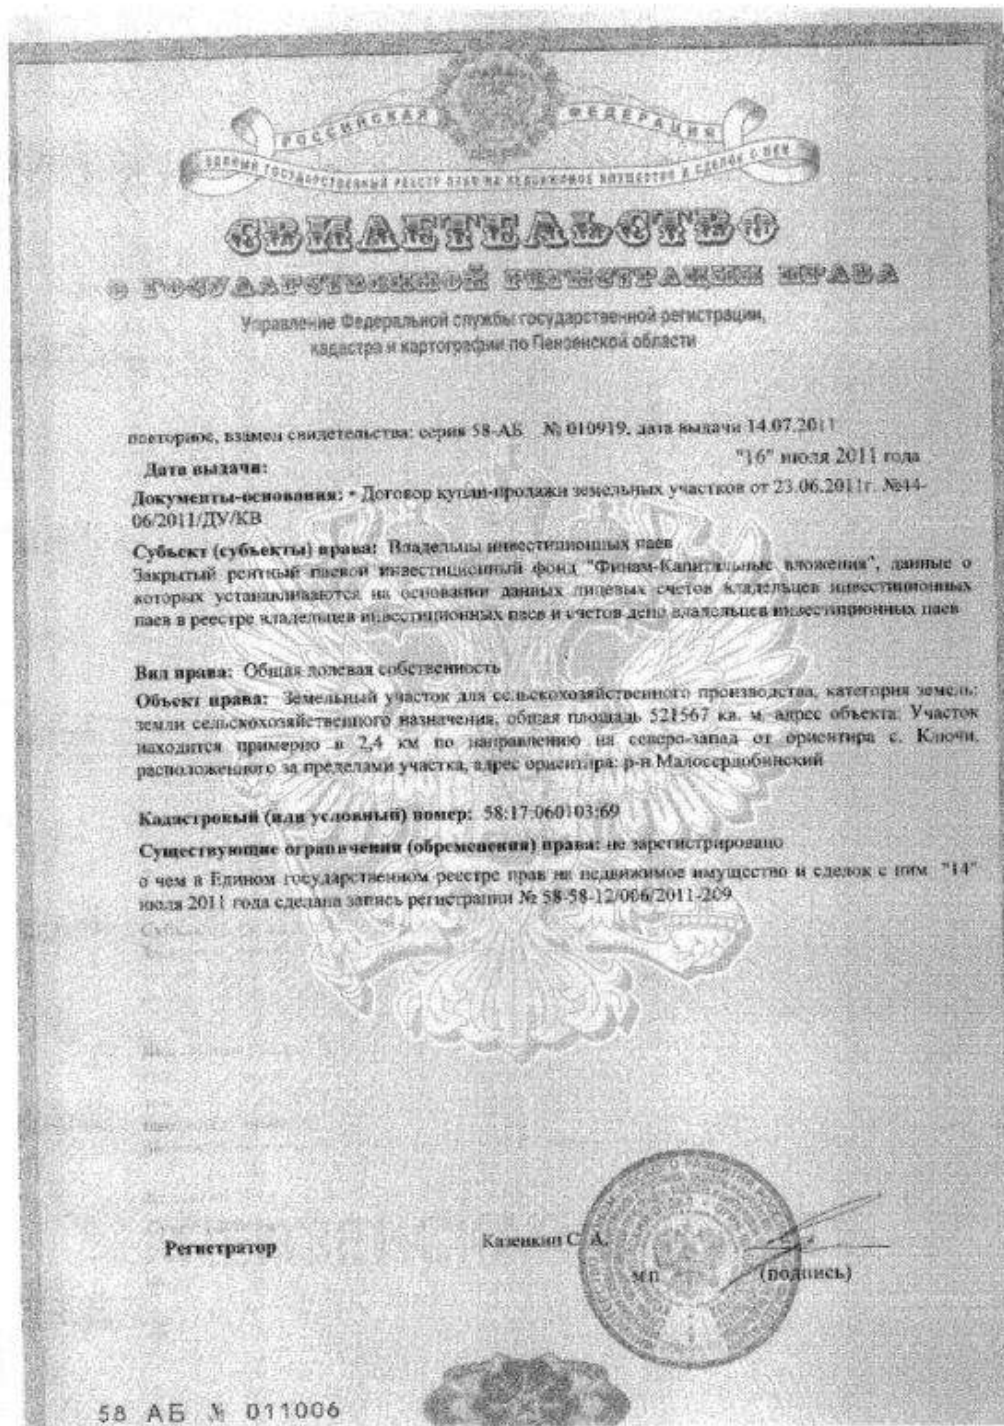 РОССИЙСКАЯ ФЕДЕРАЦИЯ
ЕДИНЫЙ ГОСУДАРСТВЕННЫЙ РЕЕСТР ПРАВ НА НЕДВИЖИМОЕ ИМУЩЕСТВО И СДЕЛОК С НИМ
СВИДЕТЕЛЬСТВО
О ГОСУДАРСТВЕННОЙ РЕГИСТРАЦИИ ПРАВА
Управление Федеральной службы государственной регистрации,
кадастра и картографии по Пензенской области
повторное, взамен свидетельства: серия 58-АБ № 010919, дата выдачи 14.07.2011
Дата выдачи: "16" июля 2011 года
Документы-основания: • Договор купли-продажи земельных участков от 23.06.2011г. №44-
06/2011/ДУ/КВ
Субъект (субъекты) права: Владельцы инвестиционных паев
Закрытый рентный паевой инвестиционный фонд "Финам-Капитальные вложения", данные о
которых устанавливаются на основании данных лицевых счетов владельцев инвестиционных
паев в реестре владельцев инвестиционных паев и счетов депо владельцев инвестиционных паев
Вид права: Общая долевая собственность
Объект права: Земельный участок для сельскохозяйственного производства, категория земель:
земли сельскохозяйственного назначения, общая площадь 521567 кв. м, адрес объекта: Участок
находится примерно в 2,4 км по направлению на северо-запад от ориентира с. Ключи,
расположенного за пределами участка, адрес ориентира: р-н Малосердобинский
Кадастровый (или условный) номер: 58:17:060103:69
Существующие ограничения (обременения) права: не зарегистрировано
о чем в Едином государственном реестре прав на недвижимое имущество и сделок с ним "14"
июля 2011 года сделана запись регистрации № 58-58-12/006/2011-209
Регистратор Казенкин С. А.
м.п. (подпись)
58 АБ № 011006